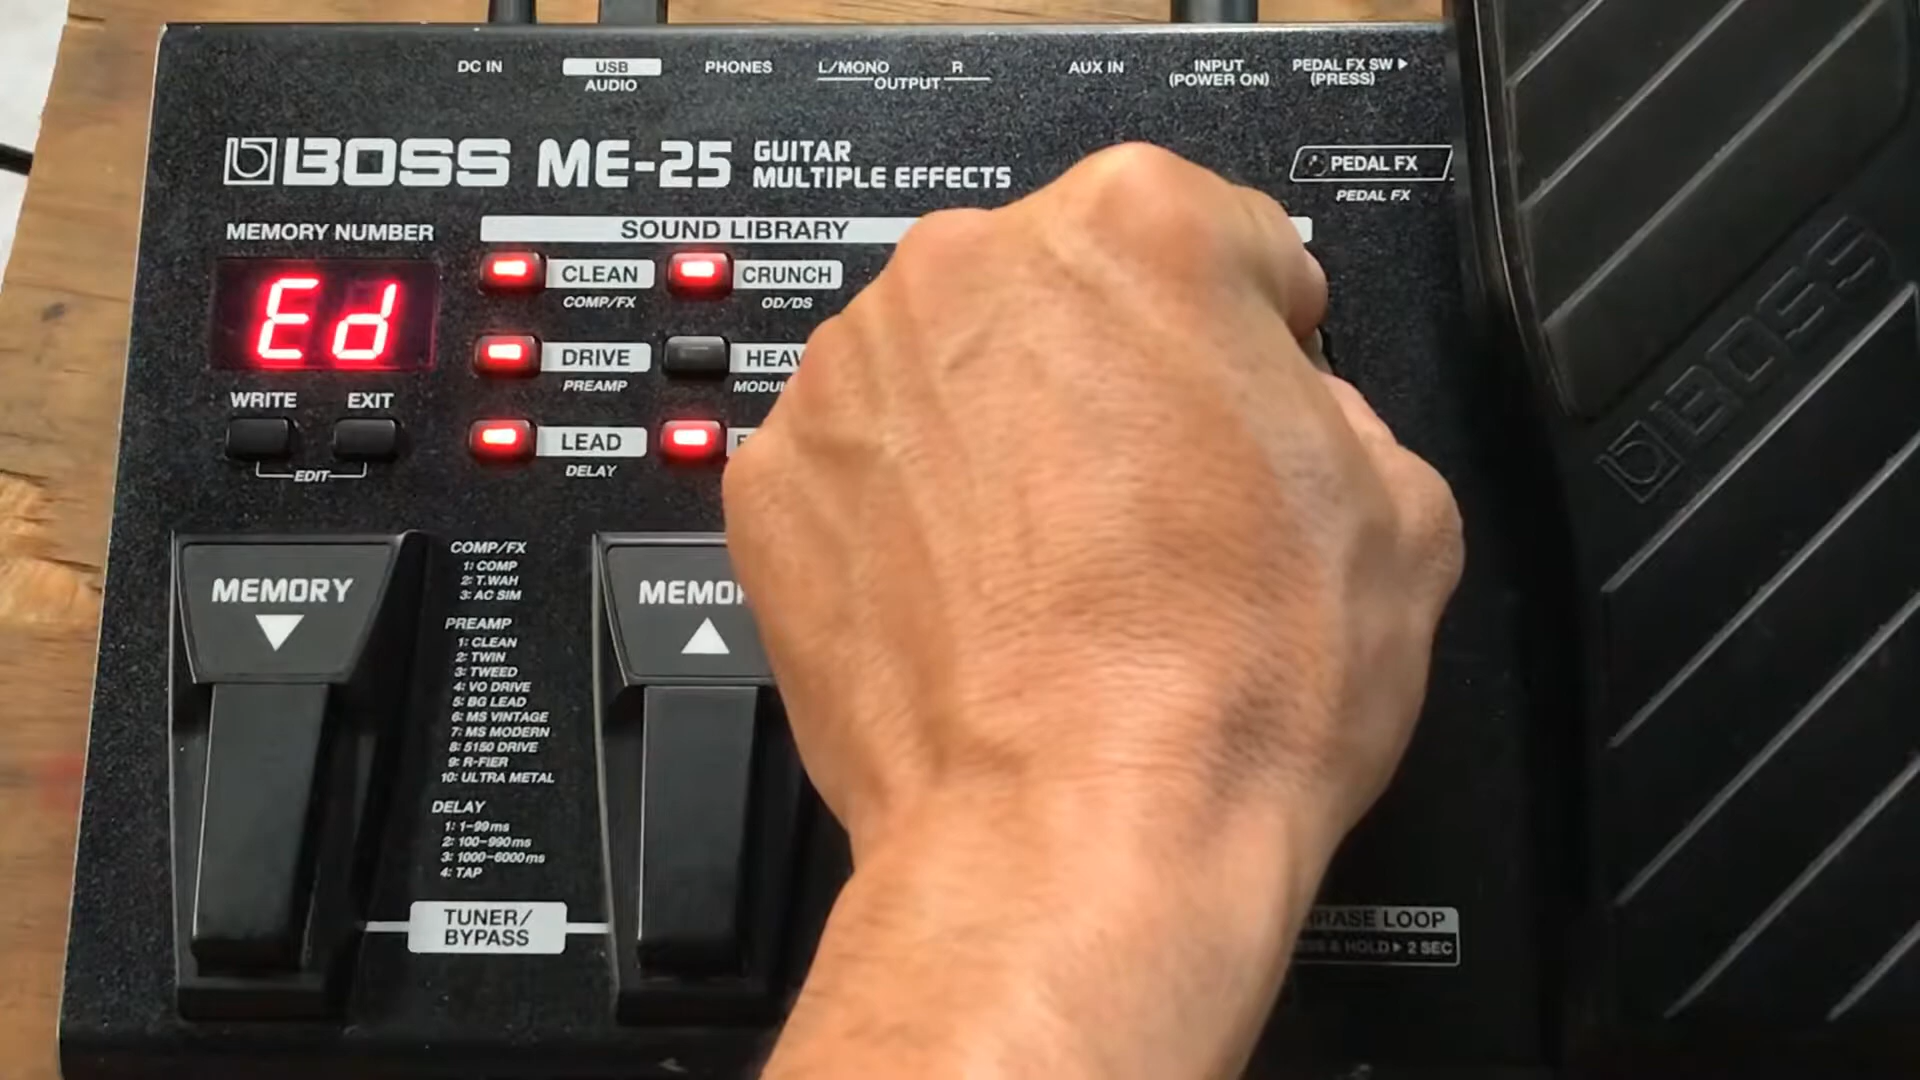 DC IN
USB
AUDIO
PHONES
L/MONO R
OUTPUT
AUX IN
INPUT
(POWER ON)
PEDAL FX SW ▶
(PRESS)
BOSS ME-25 GUITAR
MULTIPLE EFFECTS
PEDAL FX
PEDAL FX
MEMORY NUMBER
SOUND LIBRARY
Ed
CLEAN
COMP/FX
CRUNCH
OD/DS
DRIVE
PREAMP
WRITE EXIT
EDIT
LEAD
DELAY
BOSS
MEMORY
▼
▲
COMP/FX
1: COMP
2: T.WAH
3: AC SIM
PREAMP
1: CLEAN
2: TWIN
3: TWEED
4: VO DRIVE
5: BG LEAD
6: MS VINTAGE
7: MS MODERN
8: 5150 DRIVE
9: R-FIER
10: ULTRA METAL
DELAY
1: 1-99ms
2: 100-990ms
3: 1000-6000ms
4: TAP
TUNER/
BYPASS
LOOP
& HOLD ▶ 2 SEC